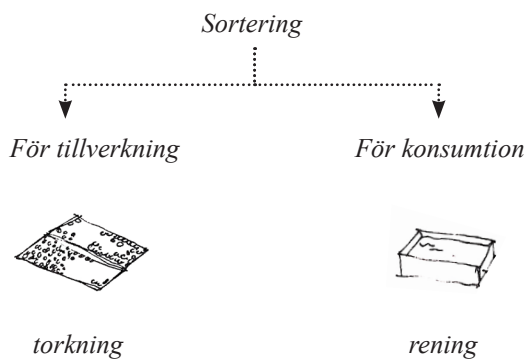 Sortering
För tillverkning
För konsumtion
torkning
rening